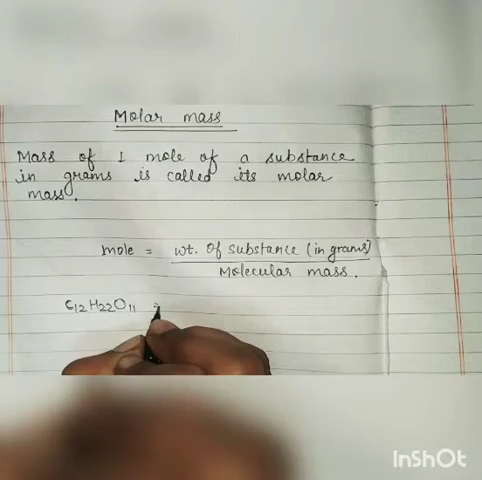 Molar mass
Mass of 1 mole of a substance
in grams is called its molar
mass.
mole = wt. Of substance (in grams)
Molecular mass.
C12H22O11 =
InShOt